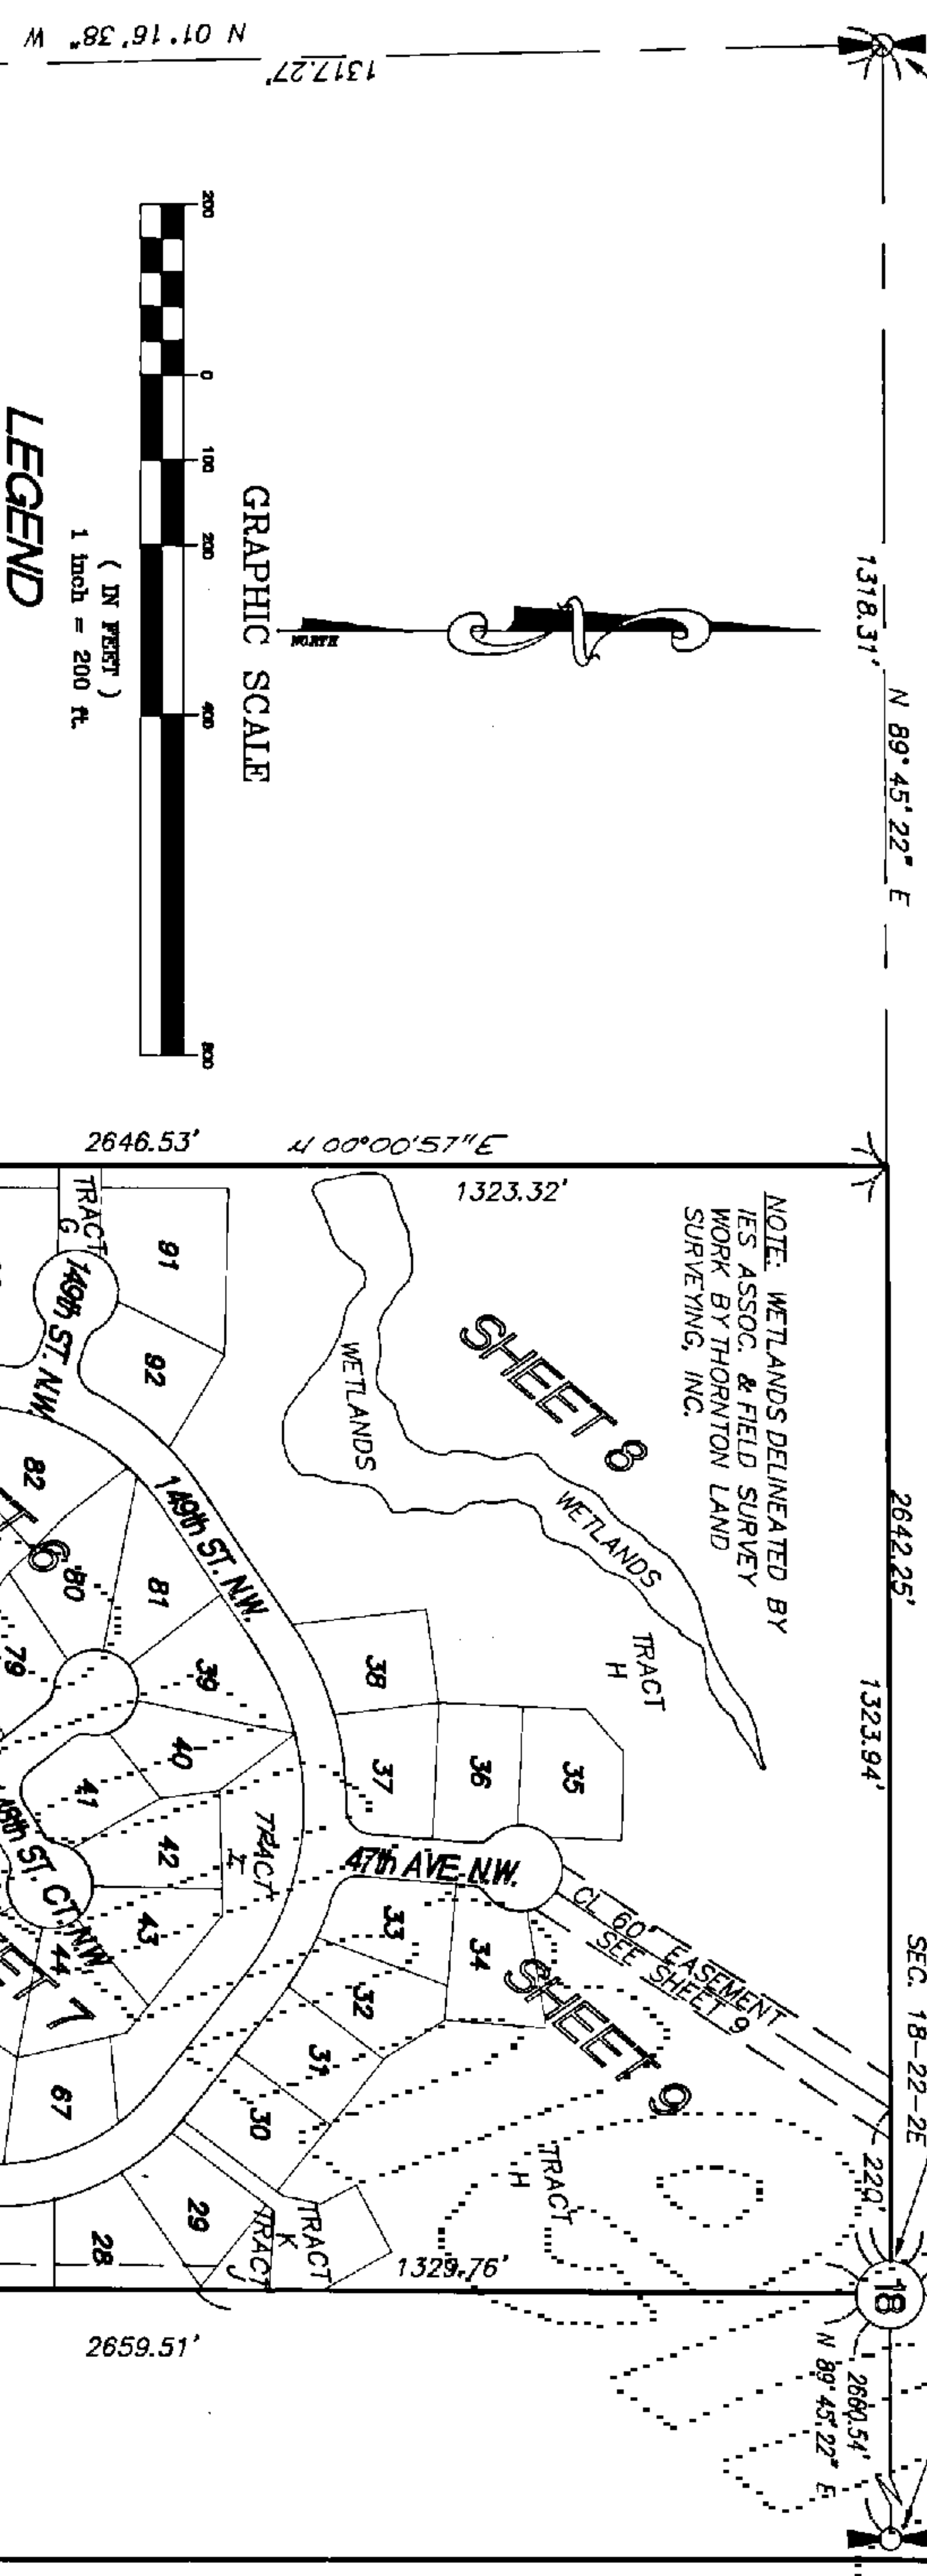 N 01°16'38" W
1317.27'
1318.31'
N 89°45'22" E
2642.25'
1323.94'
SEC. 18-22-2E
220'
18
2660.54'
N 89°45'22" E
NORTH
GRAPHIC SCALE
200
0
100
200
400
800
( IN FEET )
1 inch = 200 ft.
LEGEND
2646.53'
N 00°00'57"E
1323.32'
NOTE: WETLANDS DELINEATED BY
IES ASSOC. & FIELD SURVEY
WORK BY THORNTON LAND
SURVEYING, INC.
SHEET 8
WETLANDS
WETLANDS
TRACT
H
TRACT
G
149th ST. NW.
91
92
149th ST. N.W.
82
80
81
79
6
39
40
41
42
43
44
TRACT
I
38
37
36
35
47th AVE. N.W.
CL 60' EASEMENT
SEE SHEET 9
33
34
32
31
30
SHEET 9
TRACT
H
ST. CT. NW.
7
67
29
28
TRACT
K
TRACT
J
1329.76'
2659.51'